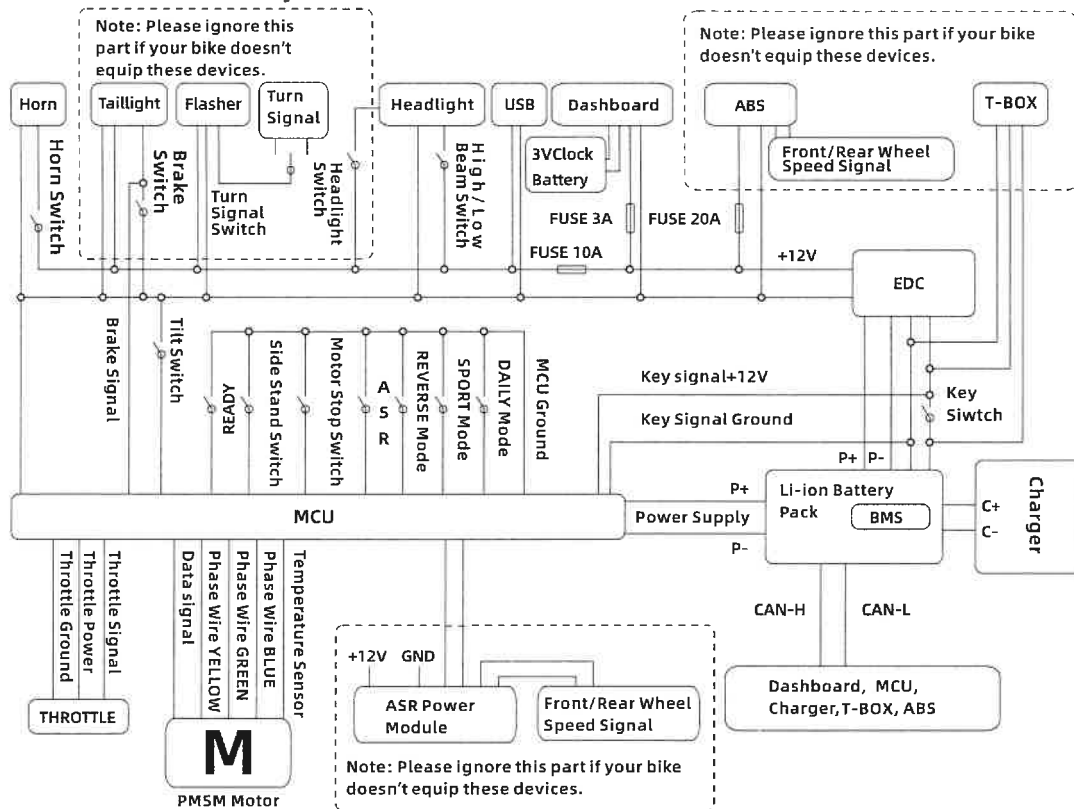 Note: Please ignore this
part if your bike doesn't
equip these devices.
Note: Please ignore this part if your bike
doesn't equip these devices.
Horn
Taillight
Flasher
Turn
Signal
Headlight
USB
Dashboard
ABS
T-BOX
Horn Switch
Brake
Switch
Turn
Signal
Switch
Headlight
Switch
High/Low
Beam Switch
3VClock
Battery
Front/Rear Wheel
Speed Signal
FUSE 3A
FUSE 20A
FUSE 10A
+12V
EDC
Brake Signal
Tilt Switch
READY
Side Stand Switch
Motor Stop Switch
A
S
R
REVERSE Mode
SPORT Mode
DAILY Mode
MCU Ground
Key signal+12V
Key Signal Ground
Key
Siwtch
P+
P-
MCU
P+
Power Supply
P-
Li-ion Battery
Pack
BMS
C+
C-
Charger
Throttle Ground
Throttle Power
Throttle Signal
Data signal
Phase Wire YELLOW
Phase Wire GREEN
Phase Wire BLUE
Temperature Sensor
CAN-H
CAN-L
+12V
GND
THROTTLE
M
PMSM Motor
ASR Power
Module
Front/Rear Wheel
Speed Signal
Note: Please ignore this part if your bike
doesn't equip these devices.
Dashboard, MCU,
Charger,T-BOX, ABS